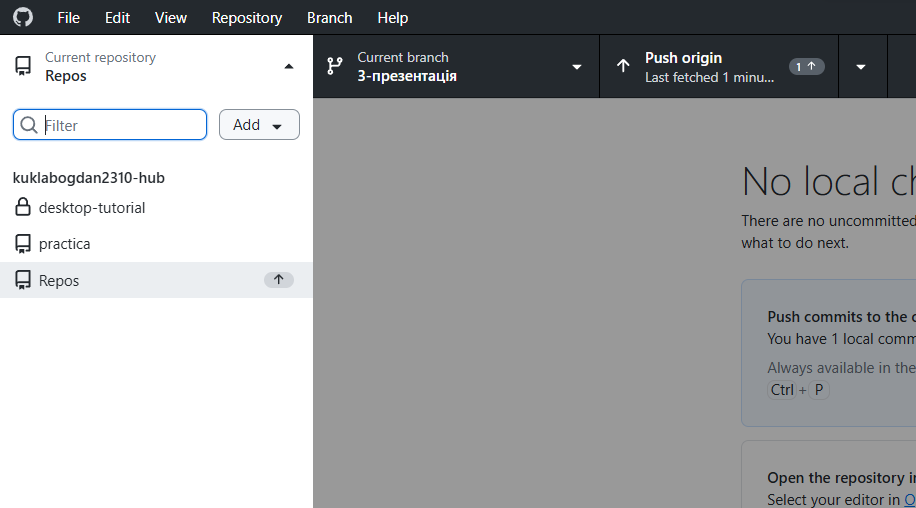 File Edit View Repository Branch Help
Current repository
Repos
Current branch
3-презентація
Push origin
Last fetched 1 minu...
1
Filter
Add
kuklabogdan2310-hub
desktop-tutorial
practica
Repos
No local
There are no uncommitted
what to do next.
Push commits to the
You have 1 local
Always available in the
Ctrl + P
Open the repository
Select your editor in